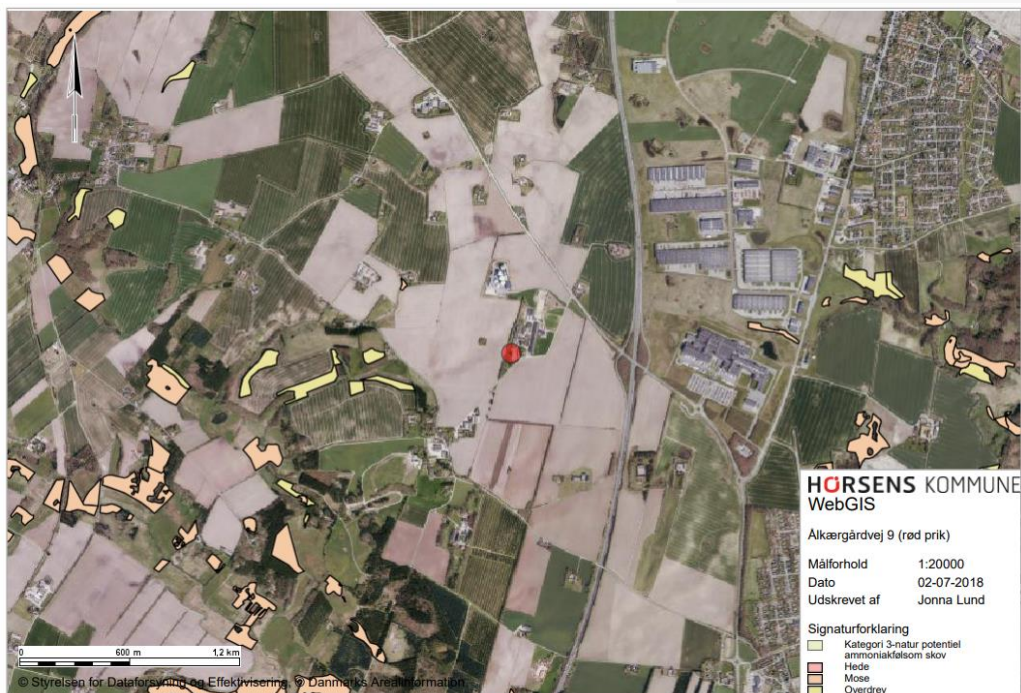 HORSENS KOMMUNE
WebGIS
Ålkærgårdvej 9 (rød prik)
Målforhold 1:20000
Dato 02-07-2018
Udskrevet af Jonna Lund
Signaturforklaring
Kategori 3-natur potentiel
ammoniakfølsom skov
Hede
Mose
Overdrev
0 600 m 1,2 km
© Styrelsen for Dataforsyning og Effektivisering, © Danmarks Arealinformation,